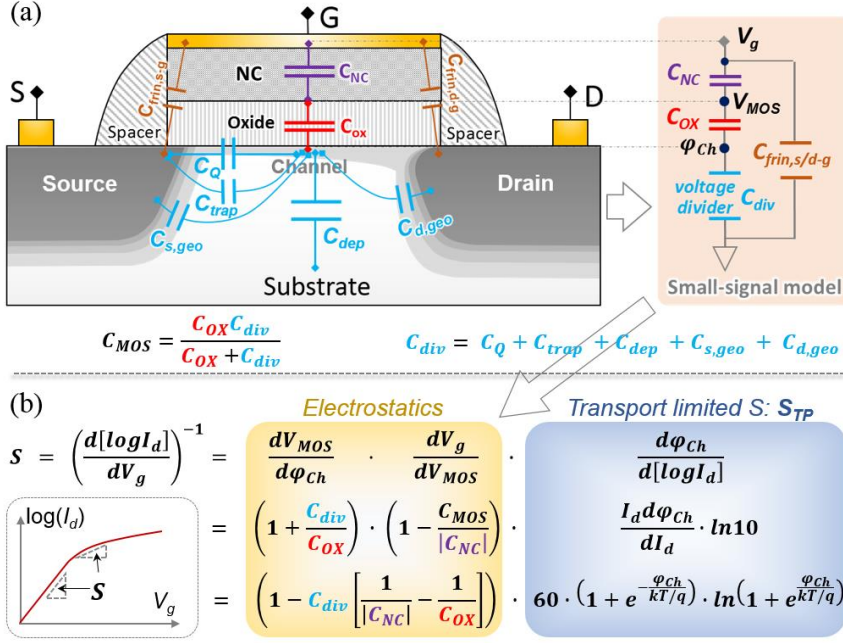 (a)
G
S
D
NC
C_NC
C_frin,s-g
C_frin,d-g
Oxide
C_ox
Spacer
Spacer
C_Q
Channel
Source
Drain
C_trap
C_s,geo
C_dep
C_d,geo
Substrate
V_g
C_NC
V_MOS
C_OX
φ_Ch
C_frin,s/d-g
voltage
divider
C_div
Small-signal model
C_MOS = C_OX C_div / (C_OX + C_div)
C_div = C_Q + C_trap + C_dep + C_s,geo + C_d,geo
(b)
Electrostatics
Transport limited S: S_TP
S = (d[logI_d] / dV_g)^-1 = dV_MOS / dφ_Ch · dV_g / dV_MOS · dφ_Ch / d[logI_d]
= (1 + C_div / C_OX) · (1 − C_MOS / |C_NC|) · I_d dφ_Ch / dI_d · ln10
= (1 − C_div [1 / |C_NC| − 1 / C_OX]) · 60 · (1 + e^(−φ_Ch / (kT/q))) · ln(1 + e^(φ_Ch / (kT/q)))
log(I_d)
S
V_g